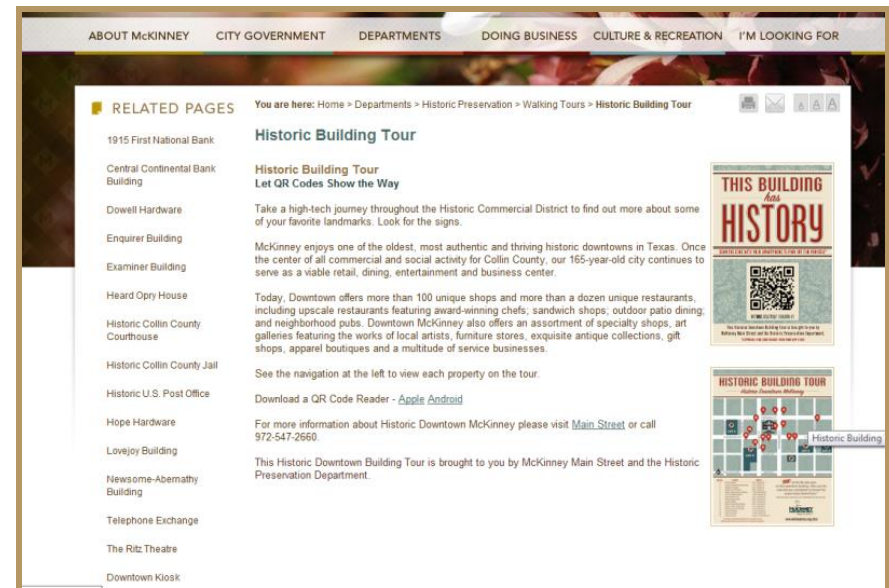 ABOUT McKINNEY CITY GOVERNMENT DEPARTMENTS DOING BUSINESS CULTURE & RECREATION I'M LOOKING FOR
RELATED PAGES
1915 First National Bank
Central Continental Bank
Building
Dowell Hardware
Enquirer Building
Examiner Building
Heard Opry House
Historic Collin County
Courthouse
Historic Collin County Jail
Historic U.S. Post Office
Hope Hardware
Lovejoy Building
Newsome-Abernathy
Building
Telephone Exchange
The Ritz Theatre
Downtown Kiosk
You are here: Home > Departments > Historic Preservation > Walking Tours > Historic Building Tour
A A A
Historic Building Tour
Historic Building Tour
Let QR Codes Show the Way
Take a high-tech journey throughout the Historic Commercial District to find out more about some
of your favorite landmarks. Look for the signs.
McKinney enjoys one of the oldest, most authentic and thriving historic downtowns in Texas. Once
the center of all commercial and social activity for Collin County, our 165-year-old city continues to
serve as a viable retail, dining, entertainment and business center.
Today, Downtown offers more than 100 unique shops and more than a dozen unique restaurants,
including upscale restaurants featuring award-winning chefs; sandwich shops; outdoor patio dining;
and neighborhood pubs. Downtown McKinney also offers an assortment of specialty shops, art
galleries featuring the works of local artists, furniture stores, exquisite antique collections, gift
shops, apparel boutiques and a multitude of service businesses.
See the navigation at the left to view each property on the tour.
Download a QR Code Reader - Apple Android
For more information about Historic Downtown McKinney please visit Main Street or call
972-547-2660.
This Historic Downtown Building Tour is brought to you by McKinney Main Street and the Historic
Preservation Department.
THIS BUILDING
has
HISTORY
HISTORIC BUILDING TOUR
Historic Downtown McKinney
Historic Building
McKINNEY